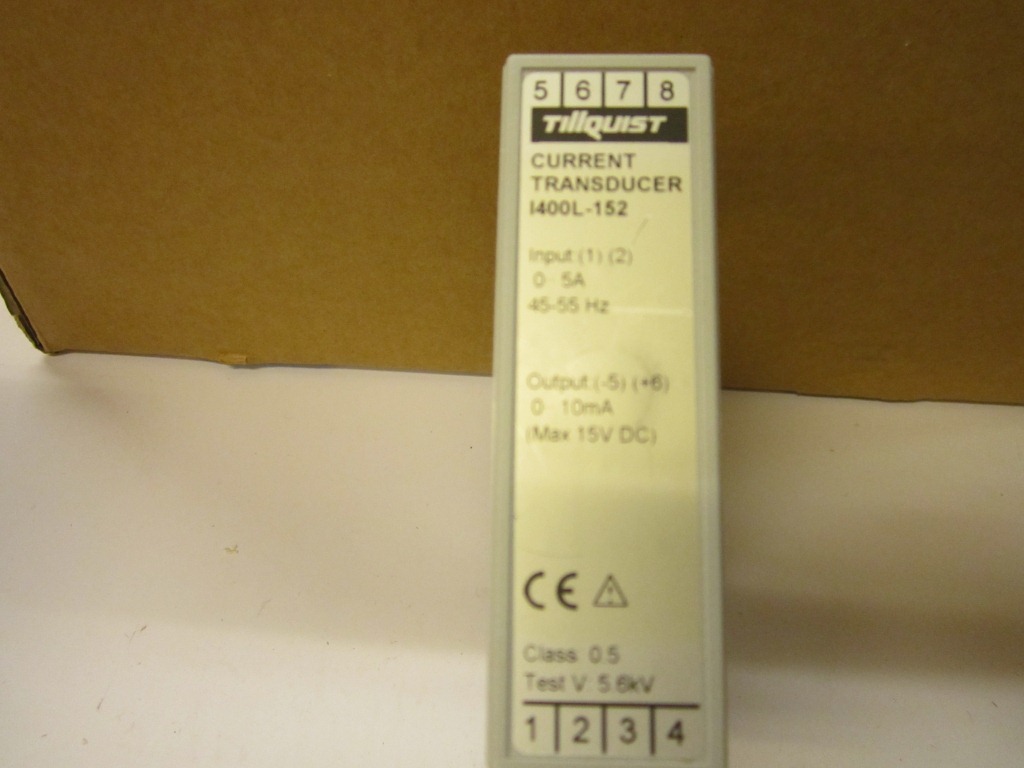 5 6 7 8
TILLQUIST
CURRENT
TRANSDUCER
I400L-152
Input:(1) (2)
0 · 5A
45-55 Hz
Output:(-5) (+6)
0 · 10mA
(Max 15V DC)
CE
Class: 0.5
Test V: 5.6kV
1 2 3 4